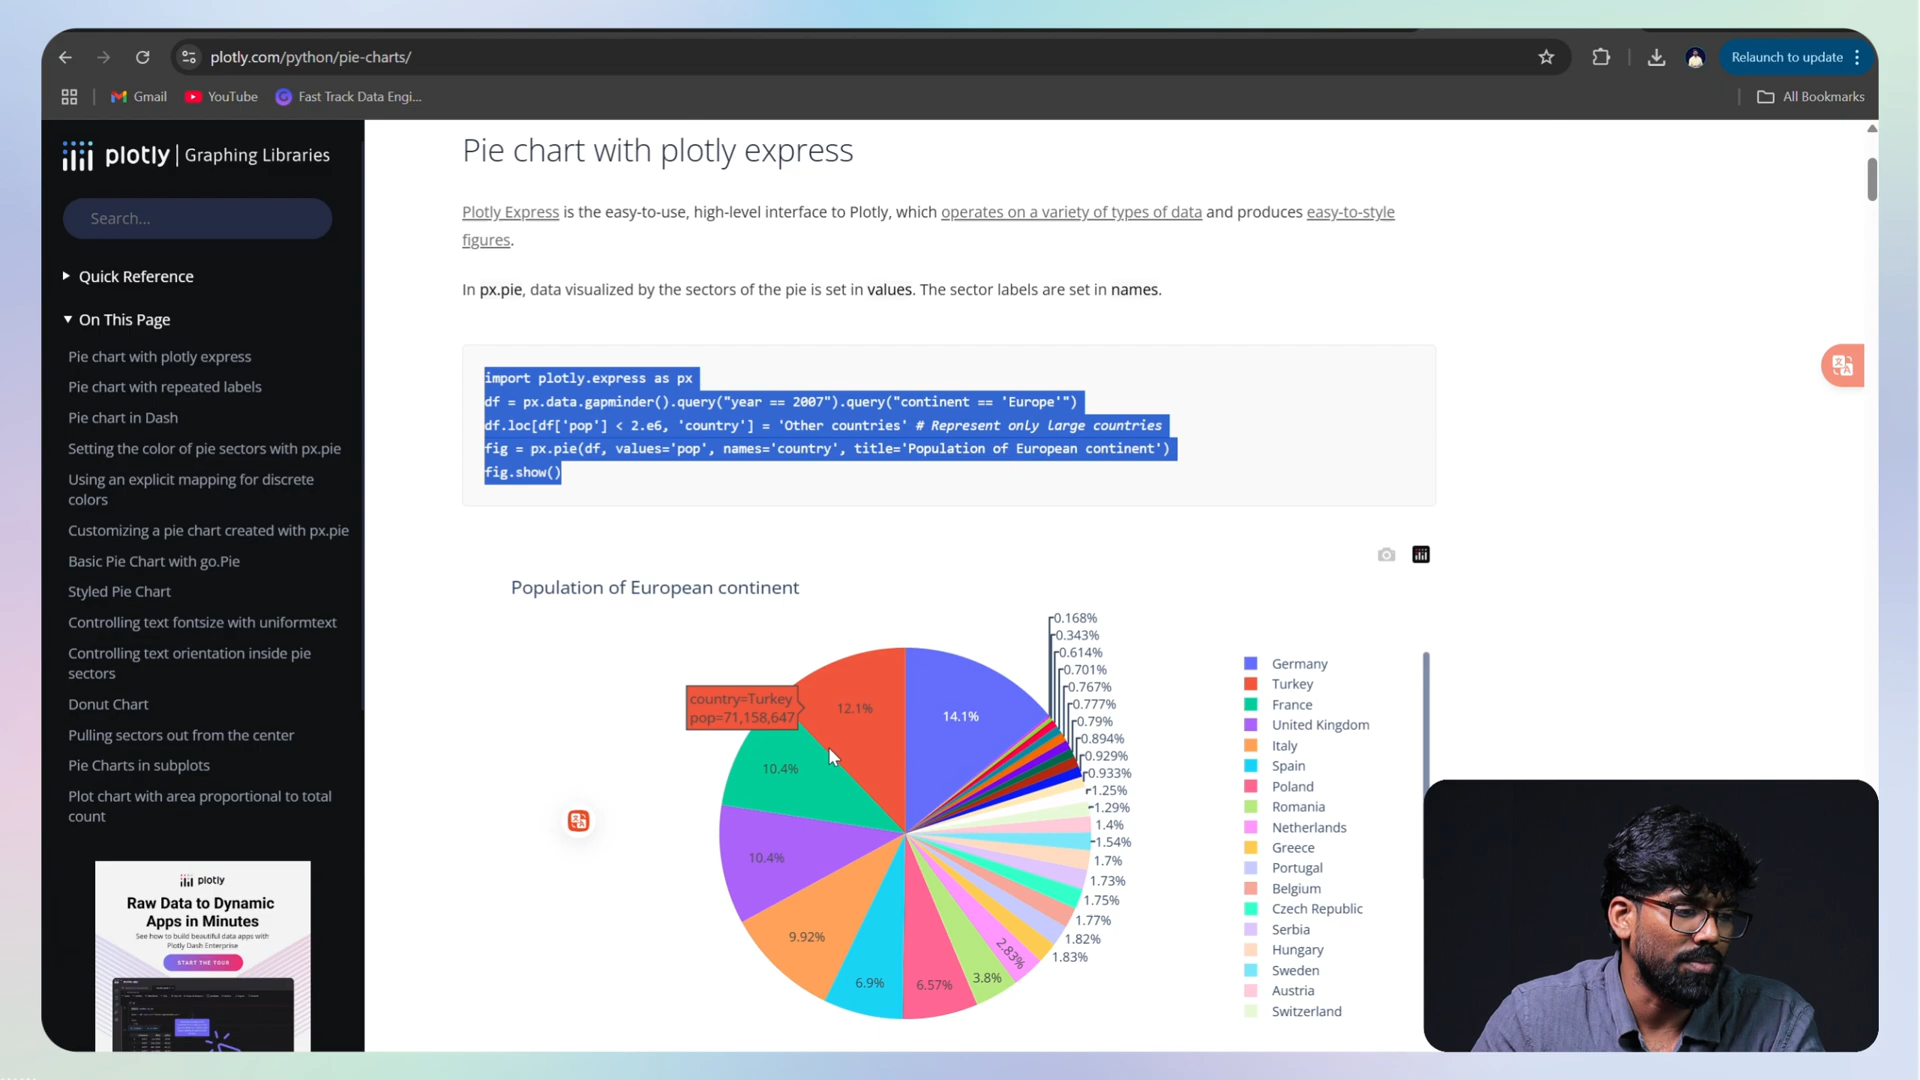 plotly.com/python/pie-charts/
Relaunch to update
Gmail
YouTube
Fast Track Data Engi...
All Bookmarks
plotly | Graphing Libraries
Search...
Quick Reference
On This Page
Pie chart with plotly express
Pie chart with repeated labels
Pie chart in Dash
Setting the color of pie sectors with px.pie
Using an explicit mapping for discrete
colors
Customizing a pie chart created with px.pie
Basic Pie Chart with go.Pie
Styled Pie Chart
Controlling text fontsize with uniformtext
Controlling text orientation inside pie
sectors
Donut Chart
Pulling sectors out from the center
Pie Charts in subplots
Plot chart with area proportional to total
count
plotly
Raw Data to Dynamic
Apps in Minutes
See how to build beautiful data apps with
Plotly Dash Enterprise
START THE TOUR
Pie chart with plotly express
Plotly Express is the easy-to-use, high-level interface to Plotly, which operates on a variety of types of data and produces easy-to-style
figures.
In px.pie, data visualized by the sectors of the pie is set in values. The sector labels are set in names.
import plotly.express as px
df = px.data.gapminder().query("year == 2007").query("continent == 'Europe'")
df.loc[df['pop'] < 2.e6, 'country'] = 'Other countries' # Represent only large countries
fig = px.pie(df, values='pop', names='country', title='Population of European continent')
fig.show()
Population of European continent
country=Turkey
pop=71,158,647
12.1%
14.1%
10.4%
10.4%
9.92%
6.9%
6.57%
3.8%
2.83%
0.168%
0.343%
0.614%
0.701%
0.767%
0.777%
0.79%
0.894%
0.929%
0.933%
1.25%
1.29%
1.4%
1.54%
1.7%
1.73%
1.75%
1.77%
1.82%
1.83%
Germany
Turkey
France
United Kingdom
Italy
Spain
Poland
Romania
Netherlands
Greece
Portugal
Belgium
Czech Republic
Serbia
Hungary
Sweden
Austria
Switzerland